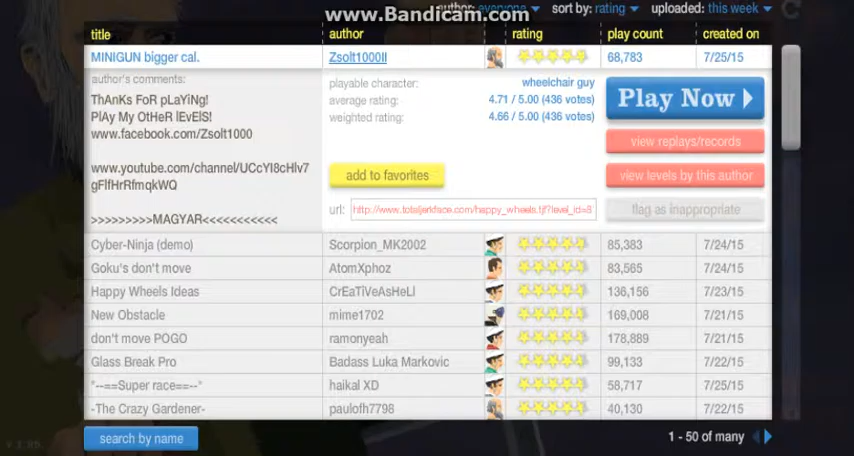 www.Bandicam.com
author: everyone sort by: rating uploaded: this week
title author rating play count created on
MINIGUN bigger cal. Zsolt1000II 68,783 7/25/15
author's comments:
ThAnKs FoR pLaYiNg!
PlAy My OtHeR lEvElS!
www.facebook.com/Zsolt1000
www.youtube.com/channel/UCcYI8cHlv7
gFlfHrRfmqkWQ
>>>>>>>>>MAGYAR<<<<<<<<<<<
playable character: wheelchair guy
average rating: 4.71 / 5.00 (436 votes)
weighted rating: 4.66 / 5.00 (436 votes)
add to favorites
url: http://www.totaljerkface.com/happy_wheels.tjf?level_id=8
Play Now
view replays/records
view levels by this author
flag as inappropriate
Cyber-Ninja (demo) Scorpion_MK2002 85,383 7/24/15
Goku's don't move AtomXphoz 83,565 7/24/15
Happy Wheels Ideas CrEaTiVeAsHeLl 136,156 7/23/15
New Obstacle mime1702 169,008 7/21/15
don't move POGO ramonyeah 178,889 7/21/15
Glass Break Pro Badass Luka Markovic 99,133 7/22/15
°--==Super race==--° haikal XD 58,717 7/25/15
-The Crazy Gardener- paulofh7798 40,130 7/22/15
search by name
1 - 50 of many